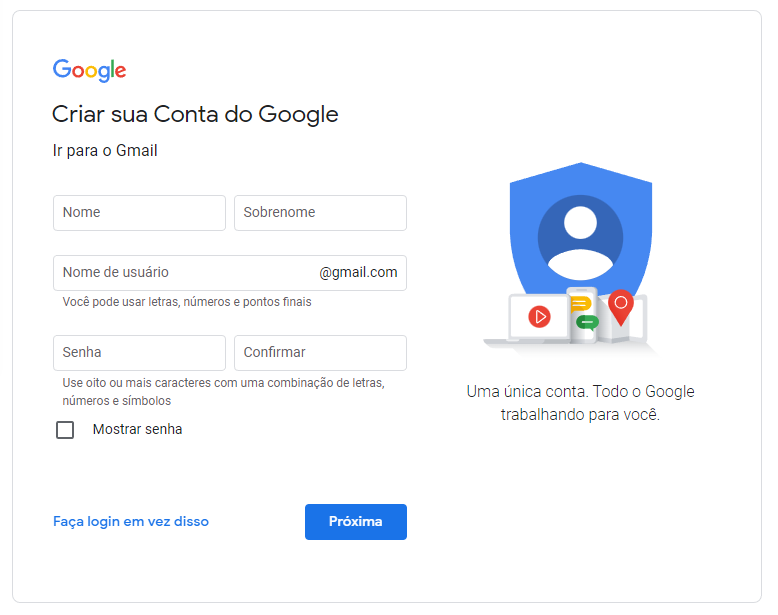 Google
Criar sua Conta do Google
Ir para o Gmail
Nome Sobrenome
Nome de usuário @gmail.com
Você pode usar letras, números e pontos finais
Senha Confirmar
Use oito ou mais caracteres com uma combinação de letras,
números e símbolos
Mostrar senha
Faça login em vez disso Próxima
Uma única conta. Todo o Google
trabalhando para você.